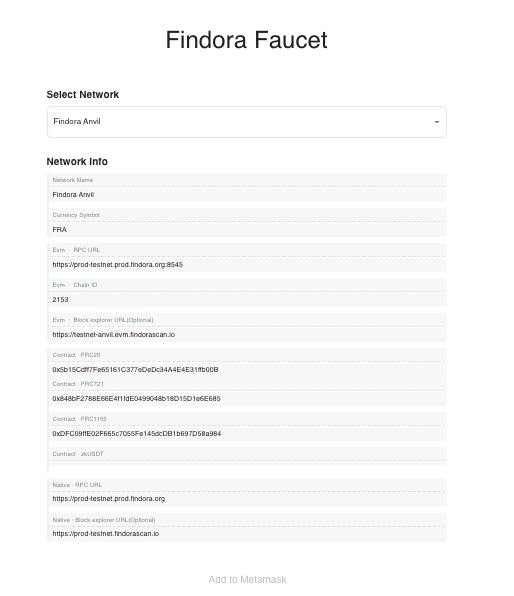 Findora Faucet
Select Network
Findora Anvil
Network Info
Network Name
Findora Anvil
Currency Symbol
FRA
Evm · RPC URL
https://prod-testnet.prod.findora.org:8545
Evm · Chain ID
2153
Evm · Block explorer URL(Optional)
https://testnet-anvil.evm.findorascan.io
Contract · FRC20
0x5b15Cdff7Fe65161C377eDeDc34A4E4E31ffb00B
Contract · FRC721
0x848bF2788E66E4f1fdE0499048b18D15D1e6E685
Contract · FRC1155
0xDFC09ffE02F665c7055Fe145dcDB1b697D58a984
Contract · zkUSDT
Native · RPC URL
https://prod-testnet.prod.findora.org
Native · Block explorer URL(Optional)
https://prod-testnet.findorascan.io
Add to Metamask